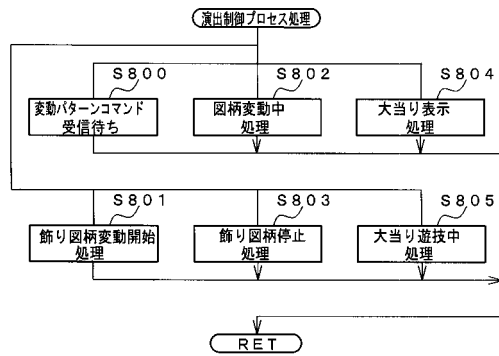 演出制御プロセス処理
S800
変動パターンコマンド
受信待ち
S802
図柄変動中
処理
S804
大当り表示
処理
S801
飾り図柄変動開始
処理
S803
飾り図柄停止
処理
S805
大当り遊技中
処理
RET